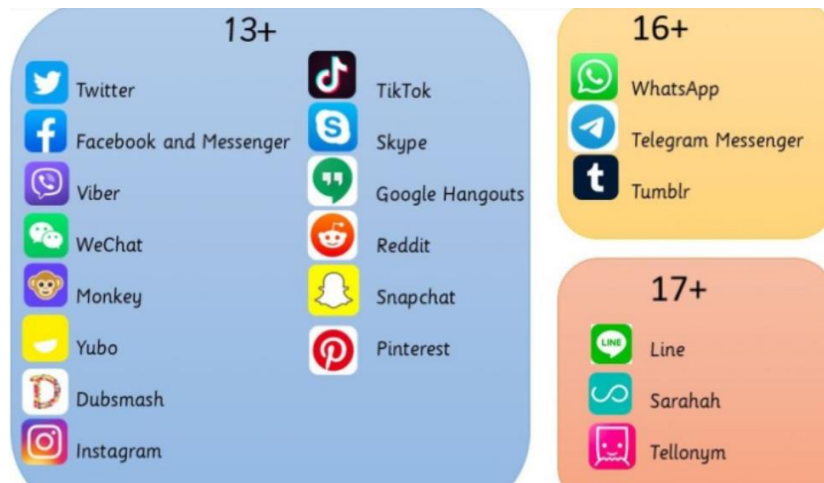 13+
Twitter
Facebook and Messenger
Viber
WeChat
Monkey
Yubo
Dubsmash
Instagram
TikTok
Skype
Google Hangouts
Reddit
Snapchat
Pinterest
16+
WhatsApp
Telegram Messenger
Tumblr
17+
LINE
Line
Sarahah
Tellonym